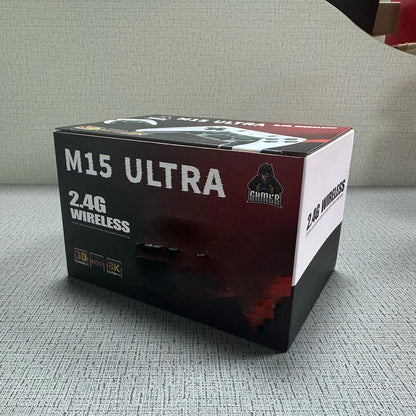 M15 ULTRA
M15 ULTRA
GAMER
2.4G
WIRELESS
3D
8K
2.4G WIRELESS